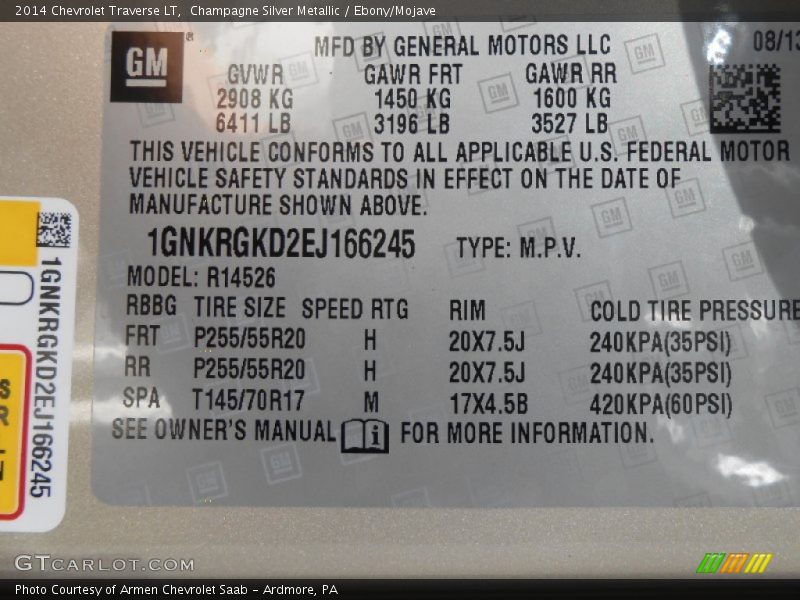 2014 Chevrolet Traverse LT, Champagne Silver Metallic / Ebony/Mojave
GM
MFD BY GENERAL MOTORS LLC
08/13
GVWR GAWR FRT GAWR RR
2908 KG 1450 KG 1600 KG
6411 LB 3196 LB 3527 LB
THIS VEHICLE CONFORMS TO ALL APPLICABLE U.S. FEDERAL MOTOR
VEHICLE SAFETY STANDARDS IN EFFECT ON THE DATE OF
MANUFACTURE SHOWN ABOVE.
1GNKRGKD2EJ166245 TYPE: M.P.V.
MODEL: R14526
RBBG TIRE SIZE SPEED RTG RIM COLD TIRE PRESSURE
FRT P255/55R20 H 20X7.5J 240KPA(35PSI)
RR P255/55R20 H 20X7.5J 240KPA(35PSI)
SPA T145/70R17 M 17X4.5B 420KPA(60PSI)
SEE OWNER'S MANUAL i FOR MORE INFORMATION.
1GNKRGKD2EJ166245
GTCARLOT.COM
Photo Courtesy of Armen Chevrolet Saab - Ardmore, PA